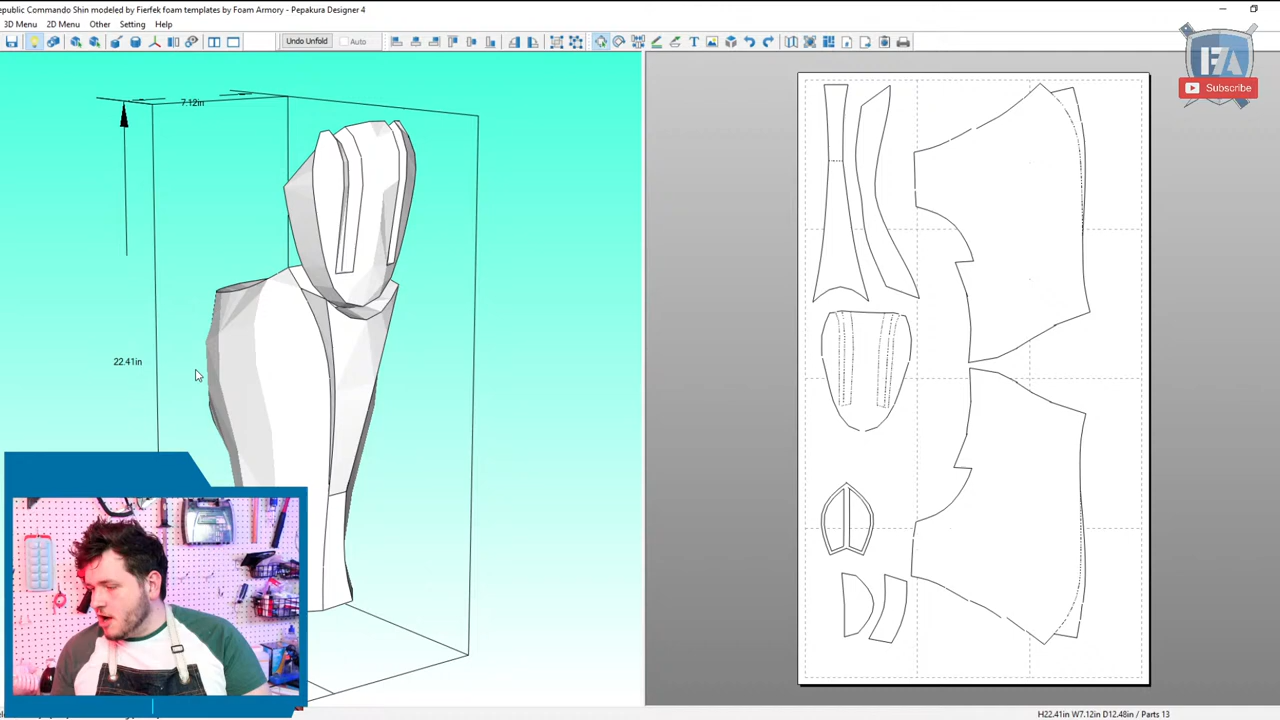 epublic Commando Shin modeled by Fierfek foam templates by Foam Armory - Pepakura Designer 4
3D Menu 2D Menu Other Setting Help
Undo Unfold Auto
FA
Subscribe
7.12in
22.41in
H22.41in W7.12in D12.48in / Parts 13